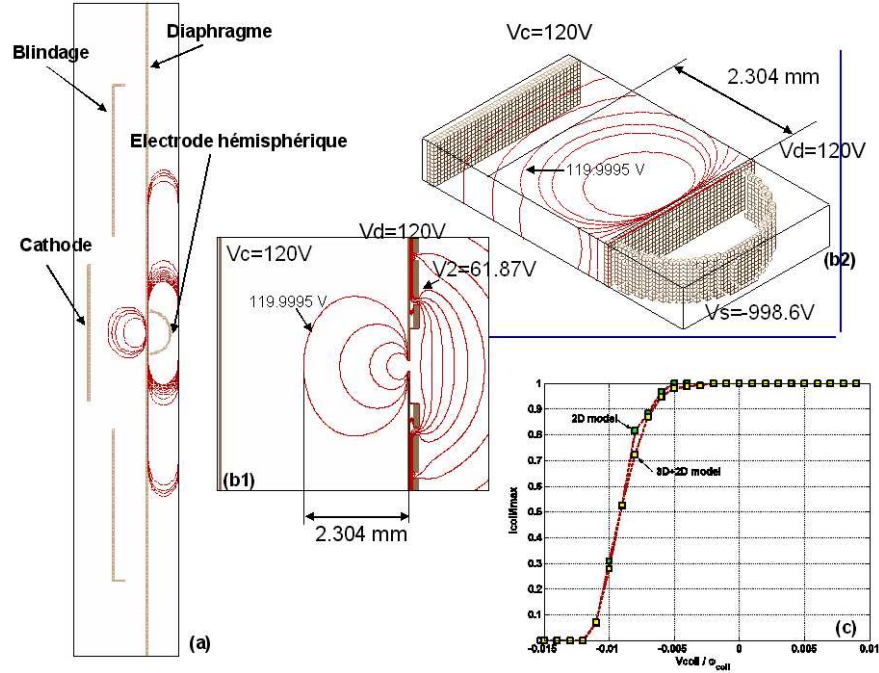 Diaphragme
Blindage
Electrode hémisphérique
Cathode
(a)
Vc=120V
Vd=120V
V2=61.87V
119.9995 V
(b1)
2.304 mm
Vc=120V
2.304 mm
Vd=120V
119.9995 V
(b2)
Vs=-998.6V
1
0.9
0.8
0.7
0.6
0.5
0.4
0.3
0.2
0.1
Icoll/Imax
2D model
3D+2D model
(c)
-0.015
-0.01
-0.005
0
0.005
0.01
Vcoll / φcoll